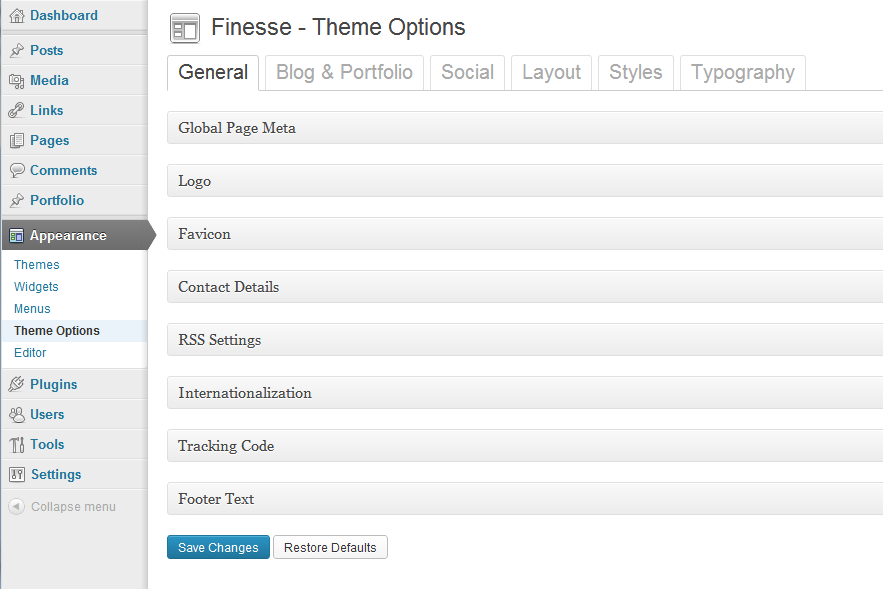 Dashboard
Posts
Media
Links
Pages
Comments
Portfolio
Appearance
Themes
Widgets
Menus
Theme Options
Editor
Plugins
Users
Tools
Settings
Collapse menu
Finesse - Theme Options
General Blog & Portfolio Social Layout Styles Typography
Global Page Meta
Logo
Favicon
Contact Details
RSS Settings
Internationalization
Tracking Code
Footer Text
Save Changes Restore Defaults